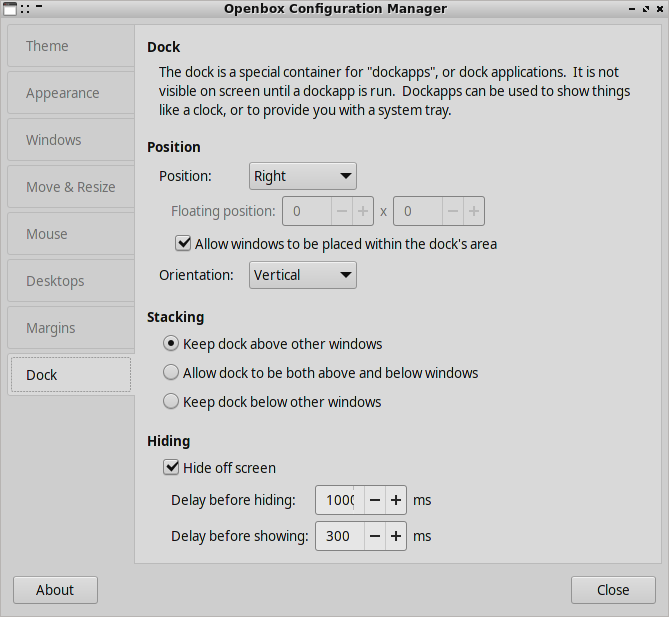 Openbox Configuration Manager
Theme
Appearance
Windows
Move & Resize
Mouse
Desktops
Margins
Dock
Dock
The dock is a special container for "dockapps", or dock applications.  It is not
visible on screen until a dockapp is run.  Dockapps can be used to show things
like a clock, or to provide you with a system tray.
Position
Position: Right
Floating position: 0 − + x 0 − +
Allow windows to be placed within the dock's area
Orientation: Vertical
Stacking
Keep dock above other windows
Allow dock to be both above and below windows
Keep dock below other windows
Hiding
Hide off screen
Delay before hiding: 1000 − + ms
Delay before showing: 300 − + ms
About Close